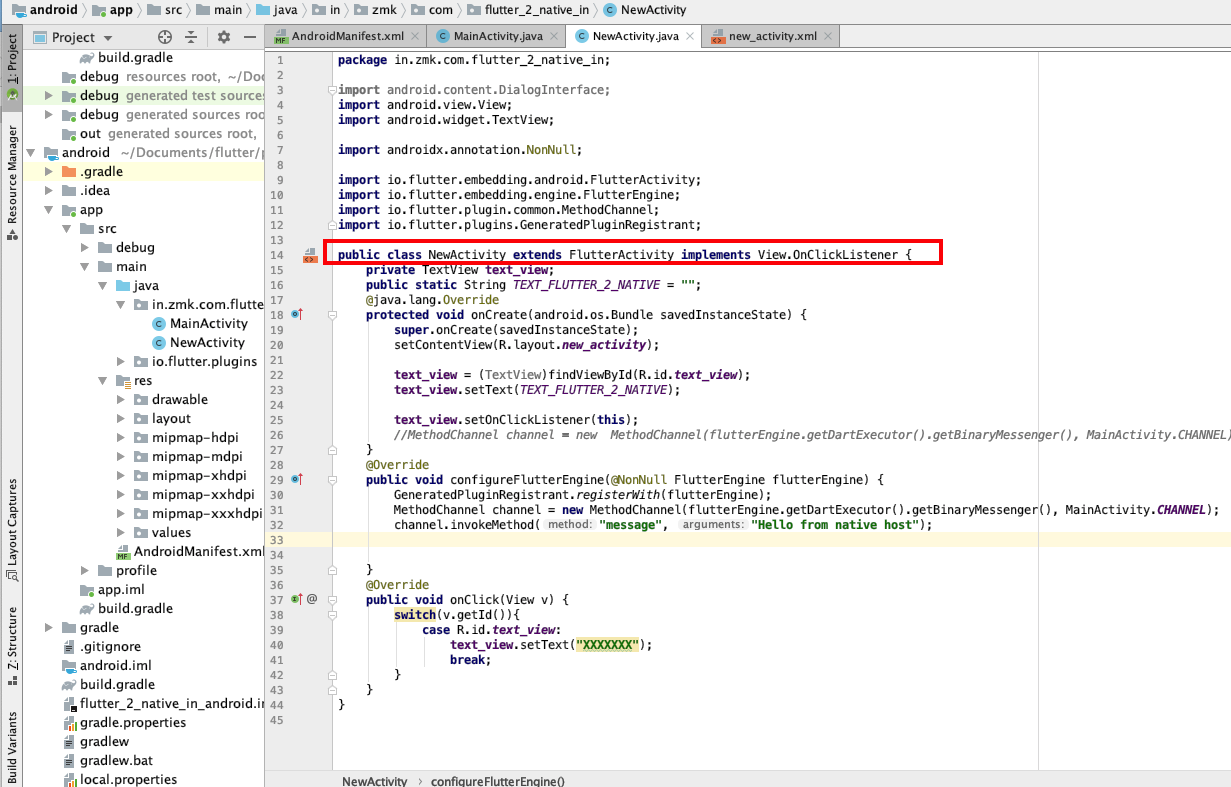 android app src main java in zmk com flutter_2_native_in NewActivity
1: Project
Resource Manager
Layout Captures
Z: Structure
Build Variants
Project
build.gradle
debug resources root, ~/Doc
debug generated test sources
debug generated sources roo
out generated sources root,
android ~/Documents/flutter/p
.gradle
.idea
app
src
debug
main
java
in.zmk.com.flutte
MainActivity
NewActivity
io.flutter.plugins
res
drawable
layout
mipmap-hdpi
mipmap-mdpi
mipmap-xhdpi
mipmap-xxhdpi
mipmap-xxxhdpi
values
AndroidManifest.xml
profile
app.iml
build.gradle
gradle
.gitignore
android.iml
build.gradle
flutter_2_native_in_android.i
gradle.properties
gradlew
gradlew.bat
local.properties
AndroidManifest.xml MainActivity.java NewActivity.java new_activity.xml
1 package in.zmk.com.flutter_2_native_in;
2
3 import android.content.DialogInterface;
4 import android.view.View;
5 import android.widget.TextView;
6
7 import androidx.annotation.NonNull;
8
9 import io.flutter.embedding.android.FlutterActivity;
10 import io.flutter.embedding.engine.FlutterEngine;
11 import io.flutter.plugin.common.MethodChannel;
12 import io.flutter.plugins.GeneratedPluginRegistrant;
13
14 public class NewActivity extends FlutterActivity implements View.OnClickListener {
15 private TextView text_view;
16 public static String TEXT_FLUTTER_2_NATIVE = "";
17 @java.lang.Override
18 protected void onCreate(android.os.Bundle savedInstanceState) {
19 super.onCreate(savedInstanceState);
20 setContentView(R.layout.new_activity);
21
22 text_view = (TextView)findViewById(R.id.text_view);
23 text_view.setText(TEXT_FLUTTER_2_NATIVE);
24
25 text_view.setOnClickListener(this);
26 //MethodChannel channel = new  MethodChannel(flutterEngine.getDartExecutor().getBinaryMessenger(), MainActivity.CHANNEL)
27 }
28 @Override
29 public void configureFlutterEngine(@NonNull FlutterEngine flutterEngine) {
30 GeneratedPluginRegistrant.registerWith(flutterEngine);
31 MethodChannel channel = new MethodChannel(flutterEngine.getDartExecutor().getBinaryMessenger(), MainActivity.CHANNEL);
32 channel.invokeMethod( method: "message", arguments: "Hello from native host");
33
34
35 }
36 @Override
37 @ public void onClick(View v) {
38 switch(v.getId()){
39 case R.id.text_view:
40 text_view.setText("XXXXXXX");
41 break;
42 }
43 }
44 }
45
NewActivity › configureFlutterEngine()